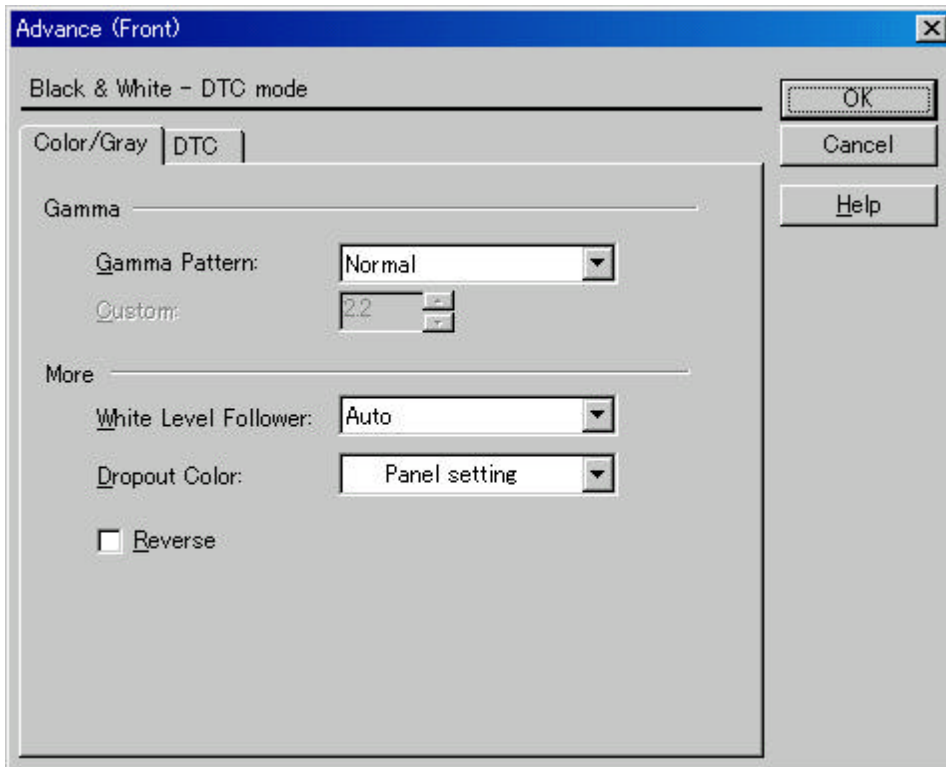 Advance (Front)
Black & White - DTC mode
OK
Cancel
Help
Color/Gray DTC
Gamma
Gamma Pattern: Normal
Custom: 2.2
More
White Level Follower: Auto
Dropout Color: Panel setting
Reverse